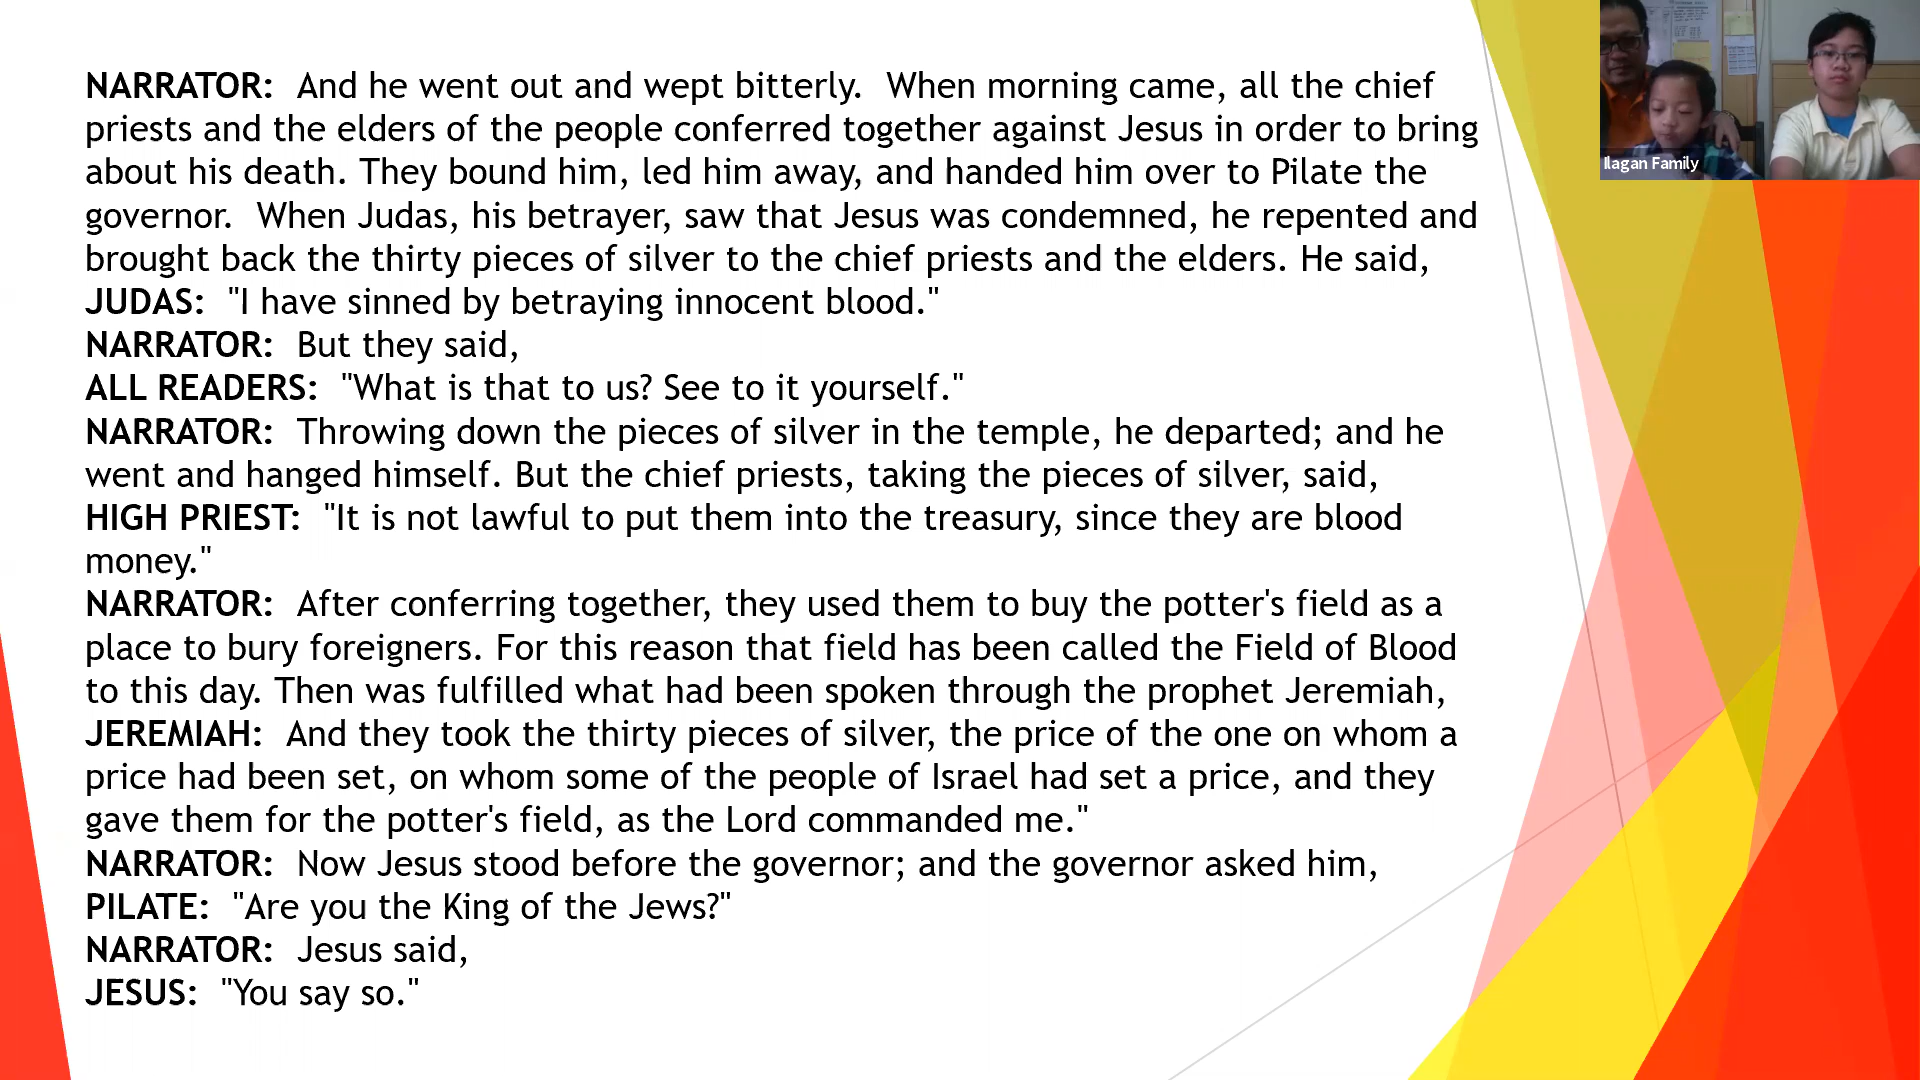 NARRATOR:  And he went out and wept bitterly.  When morning came, all the chief
priests and the elders of the people conferred together against Jesus in order to bring
about his death. They bound him, led him away, and handed him over to Pilate the
governor.  When Judas, his betrayer, saw that Jesus was condemned, he repented and
brought back the thirty pieces of silver to the chief priests and the elders. He said,
JUDAS:  "I have sinned by betraying innocent blood."
NARRATOR:  But they said,
ALL READERS:  "What is that to us? See to it yourself."
NARRATOR:  Throwing down the pieces of silver in the temple, he departed; and he
went and hanged himself. But the chief priests, taking the pieces of silver, said,
HIGH PRIEST:  "It is not lawful to put them into the treasury, since they are blood
money."
NARRATOR:  After conferring together, they used them to buy the potter's field as a
place to bury foreigners. For this reason that field has been called the Field of Blood
to this day. Then was fulfilled what had been spoken through the prophet Jeremiah,
JEREMIAH:  And they took the thirty pieces of silver, the price of the one on whom a
price had been set, on whom some of the people of Israel had set a price, and they
gave them for the potter's field, as the Lord commanded me."
NARRATOR:  Now Jesus stood before the governor; and the governor asked him,
PILATE:  "Are you the King of the Jews?"
NARRATOR:  Jesus said,
JESUS:  "You say so."
Ilagan Family